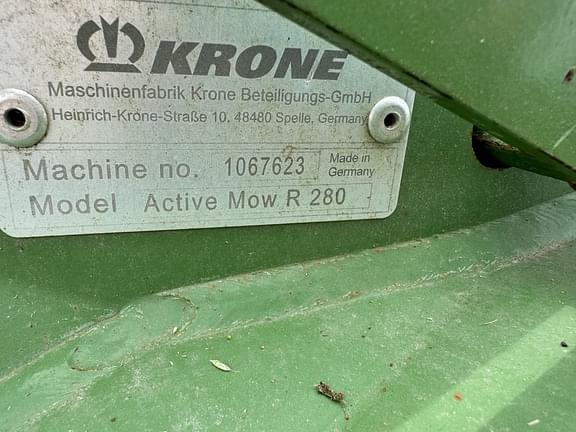 KRONE
Maschinenfabrik Krone Beteiligungs-GmbH
Heinrich-Krone-Straße 10, 48480 Spelle, Germany
Machine no. 1067623 Made in
Germany
Model Active Mow R 280